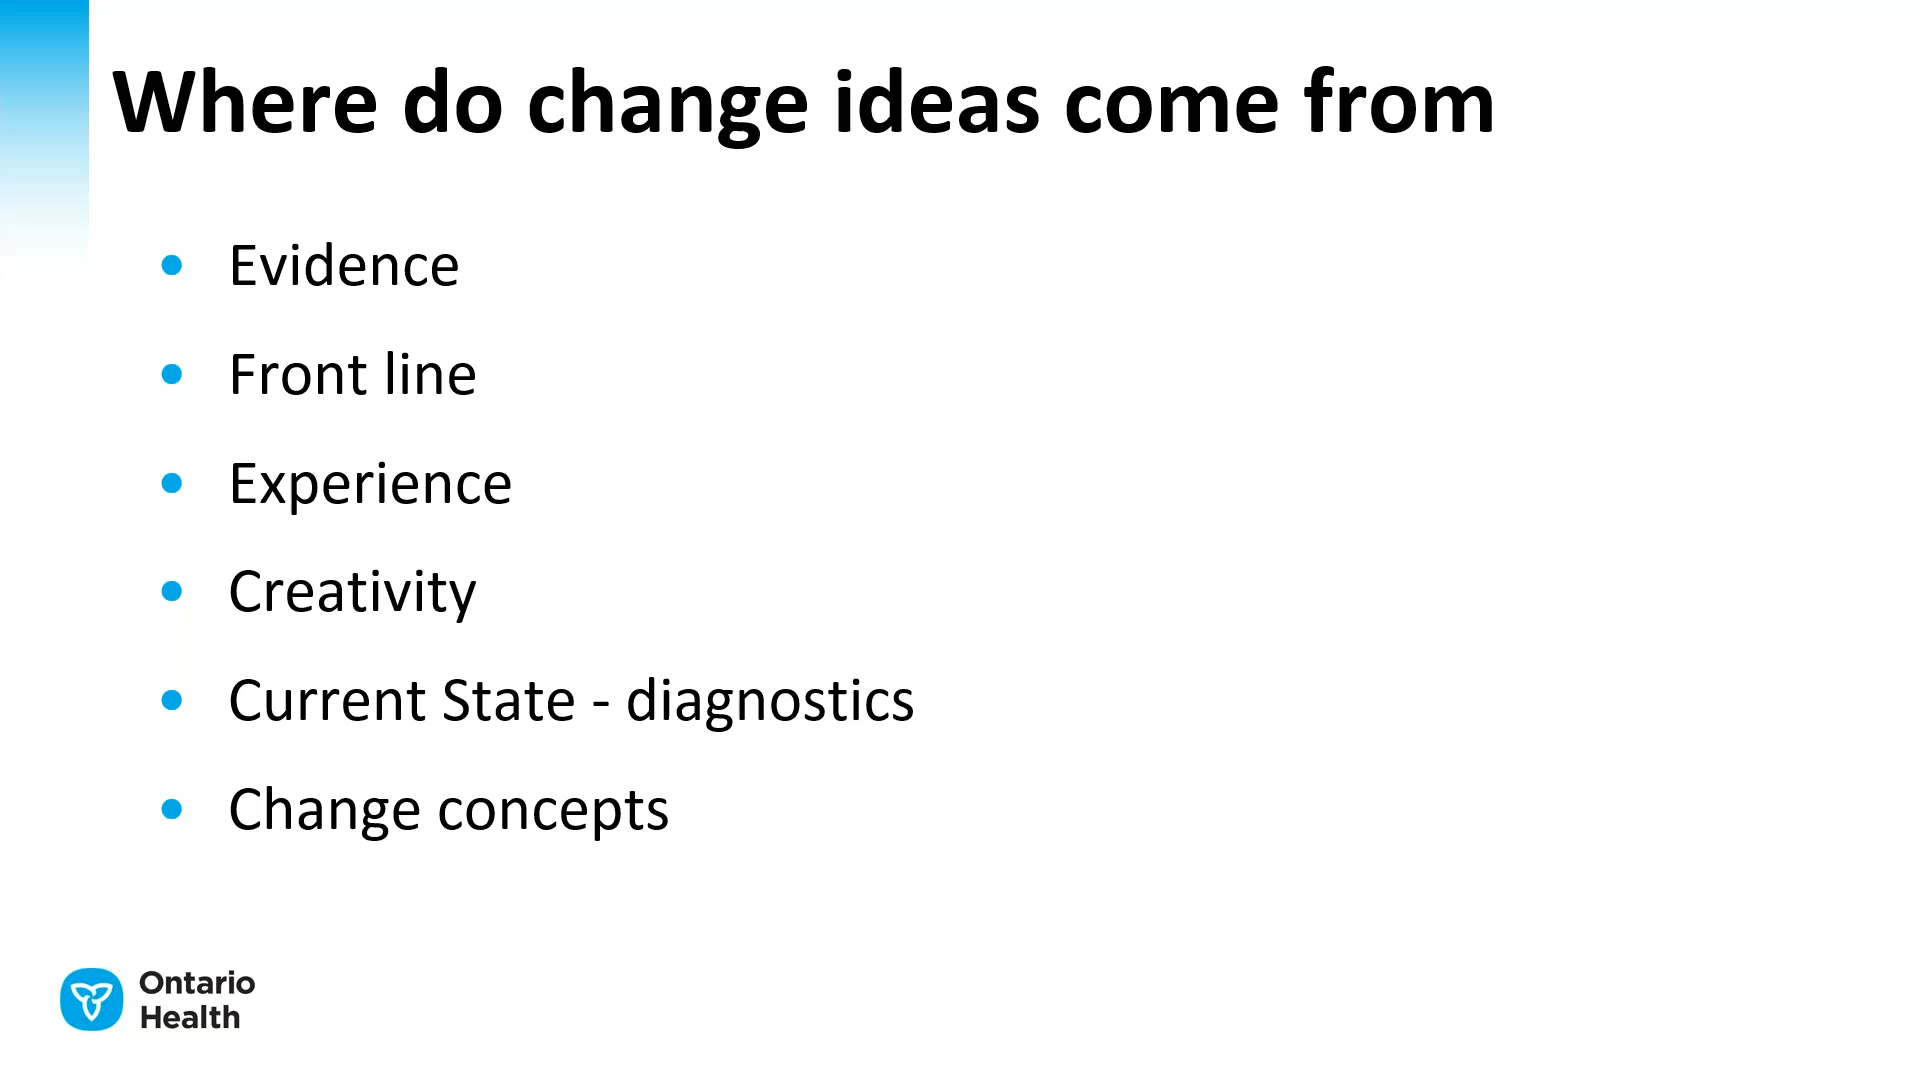 Where do change ideas come from
• Evidence
• Front line
• Experience
• Creativity
• Current State - diagnostics
• Change concepts
Ontario
Health